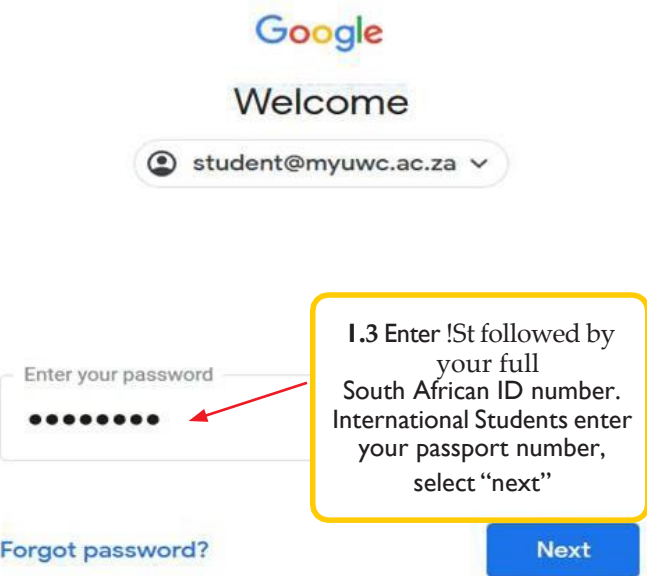 Google
Welcome
student@myuwc.ac.za
1.3 Enter !St followed by
your full
South African ID number.
International Students enter
your passport number,
select “next”
Enter your password
••••••••
Forgot password?
Next